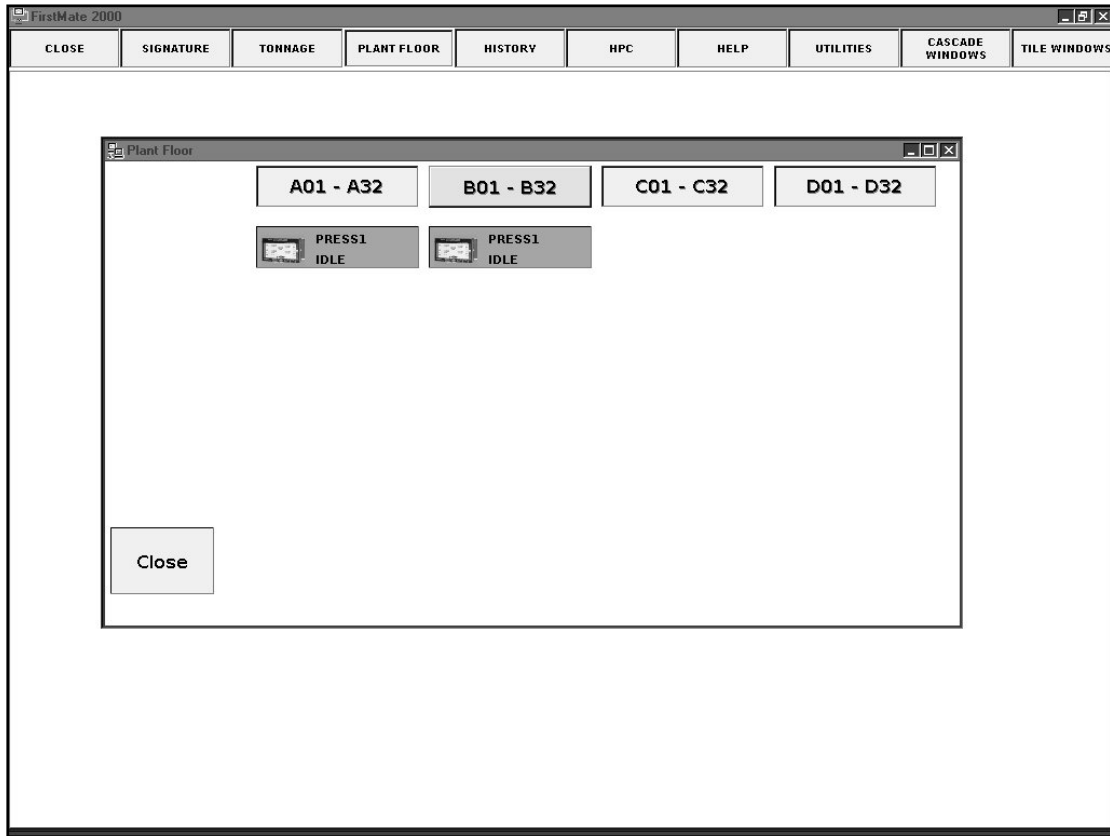 FirstMate 2000
CLOSE
SIGNATURE
TONNAGE
PLANT FLOOR
HISTORY
HPC
HELP
UTILITIES
CASCADE
WINDOWS
TILE WINDOWS
Plant Floor
A01 - A32
B01 - B32
C01 - C32
D01 - D32
PRESS1
IDLE
PRESS1
IDLE
Close